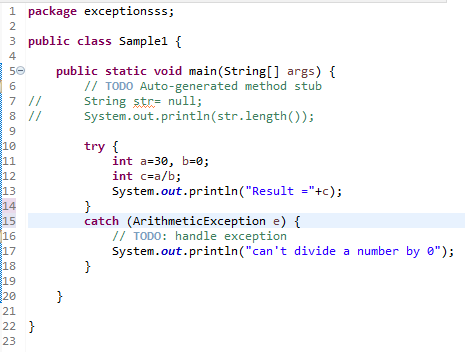 1 package exceptionsss;
2
3 public class Sample1 {
4
5 public static void main(String[] args) {
6 // TODO Auto-generated method stub
7 // String str= null;
8 // System.out.println(str.length());
9
10 try {
11 int a=30, b=0;
12 int c=a/b;
13 System.out.println("Result ="+c);
14 }
15 catch (ArithmeticException e) {
16 // TODO: handle exception
17 System.out.println("can't divide a number by 0");
18 }
19
20 }
21
22 }
23